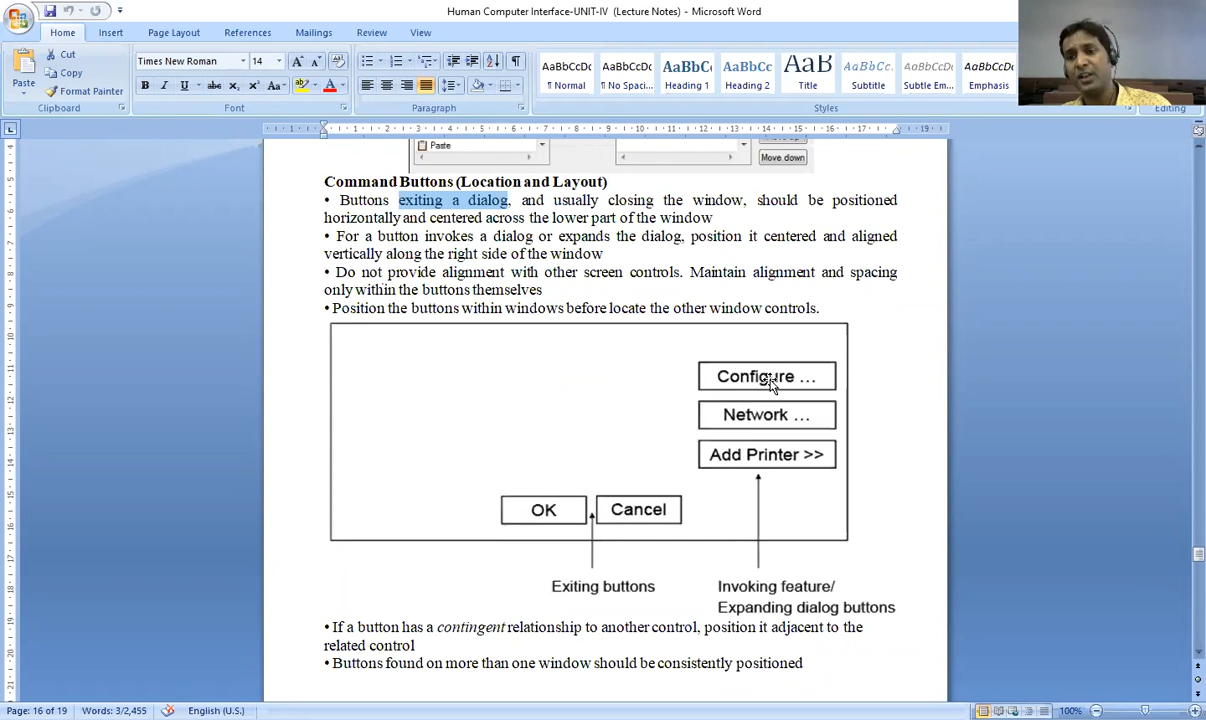 Human Computer Interface-UNIT-IV (Lecture Notes) - Microsoft Word
Home Insert Page Layout References Mailings Review View
Paste
Cut
Copy
Format Painter
Clipboard
Times New Roman 14
Font
Paragraph
AaBbCcDc AaBbCcDc AaBbC AaBbCc AaB AaBbCc. AaBbCcDc AaBbCcDc
¶ Normal ¶ No Spaci... Heading 1 Heading 2 Title Subtitle Subtle Em... Emphasis
Styles
Editing
Paste
Move down
Command Buttons (Location and Layout)
• Buttons exiting a dialog, and usually closing the window, should be positioned
horizontally and centered across the lower part of the window
• For a button invokes a dialog or expands the dialog, position it centered and aligned
vertically along the right side of the window
• Do not provide alignment with other screen controls. Maintain alignment and spacing
only within the buttons themselves
• Position the buttons within windows before locate the other window controls.
Configure ...
Network ...
Add Printer >>
OK Cancel
Exiting buttons
Invoking feature/
Expanding dialog buttons
• If a button has a contingent relationship to another control, position it adjacent to the
related control
• Buttons found on more than one window should be consistently positioned
Page: 16 of 19 Words: 3/2,455 English (U.S.) 100%